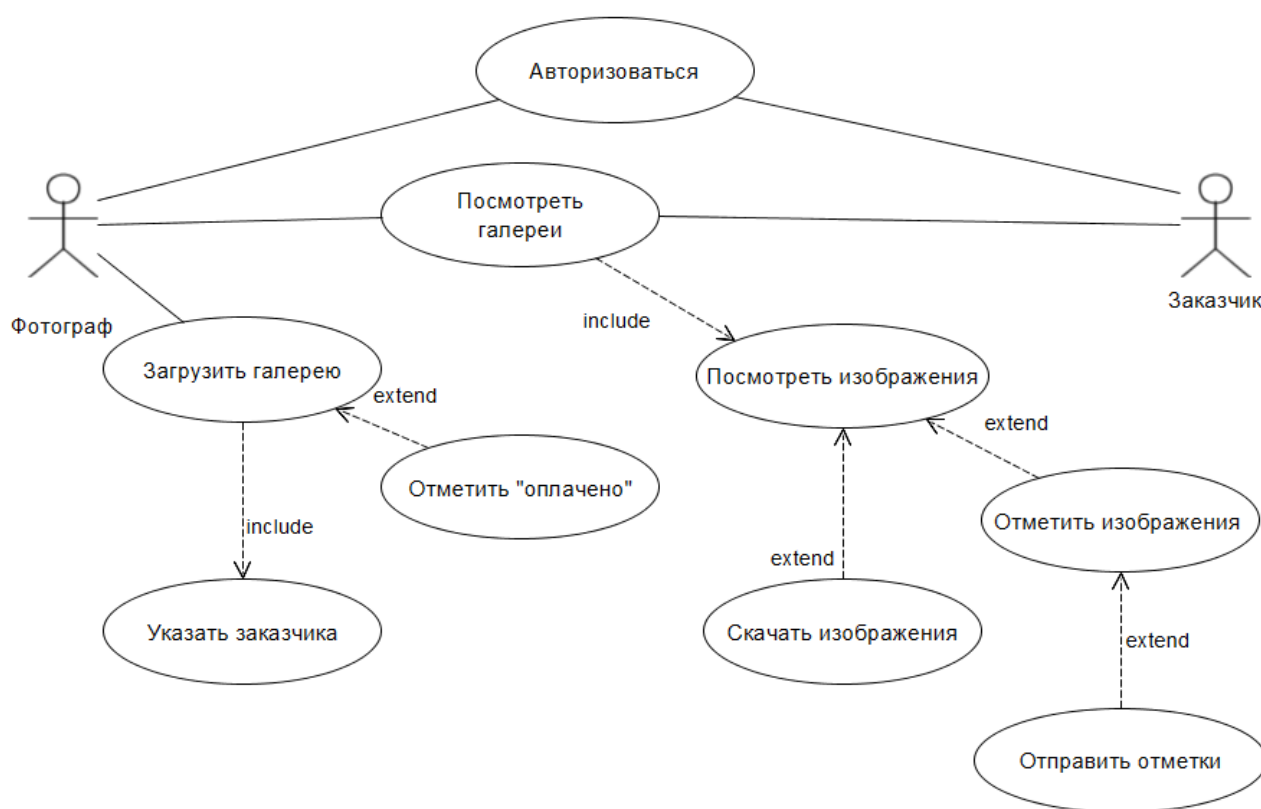 Авторизоваться
Посмотреть
галереи
Фотограф
Заказчик
include
Загрузить галерею
Посмотреть изображения
extend
extend
Отметить "оплачено"
Отметить изображения
include
extend
Указать заказчика
Скачать изображения
extend
Отправить отметки